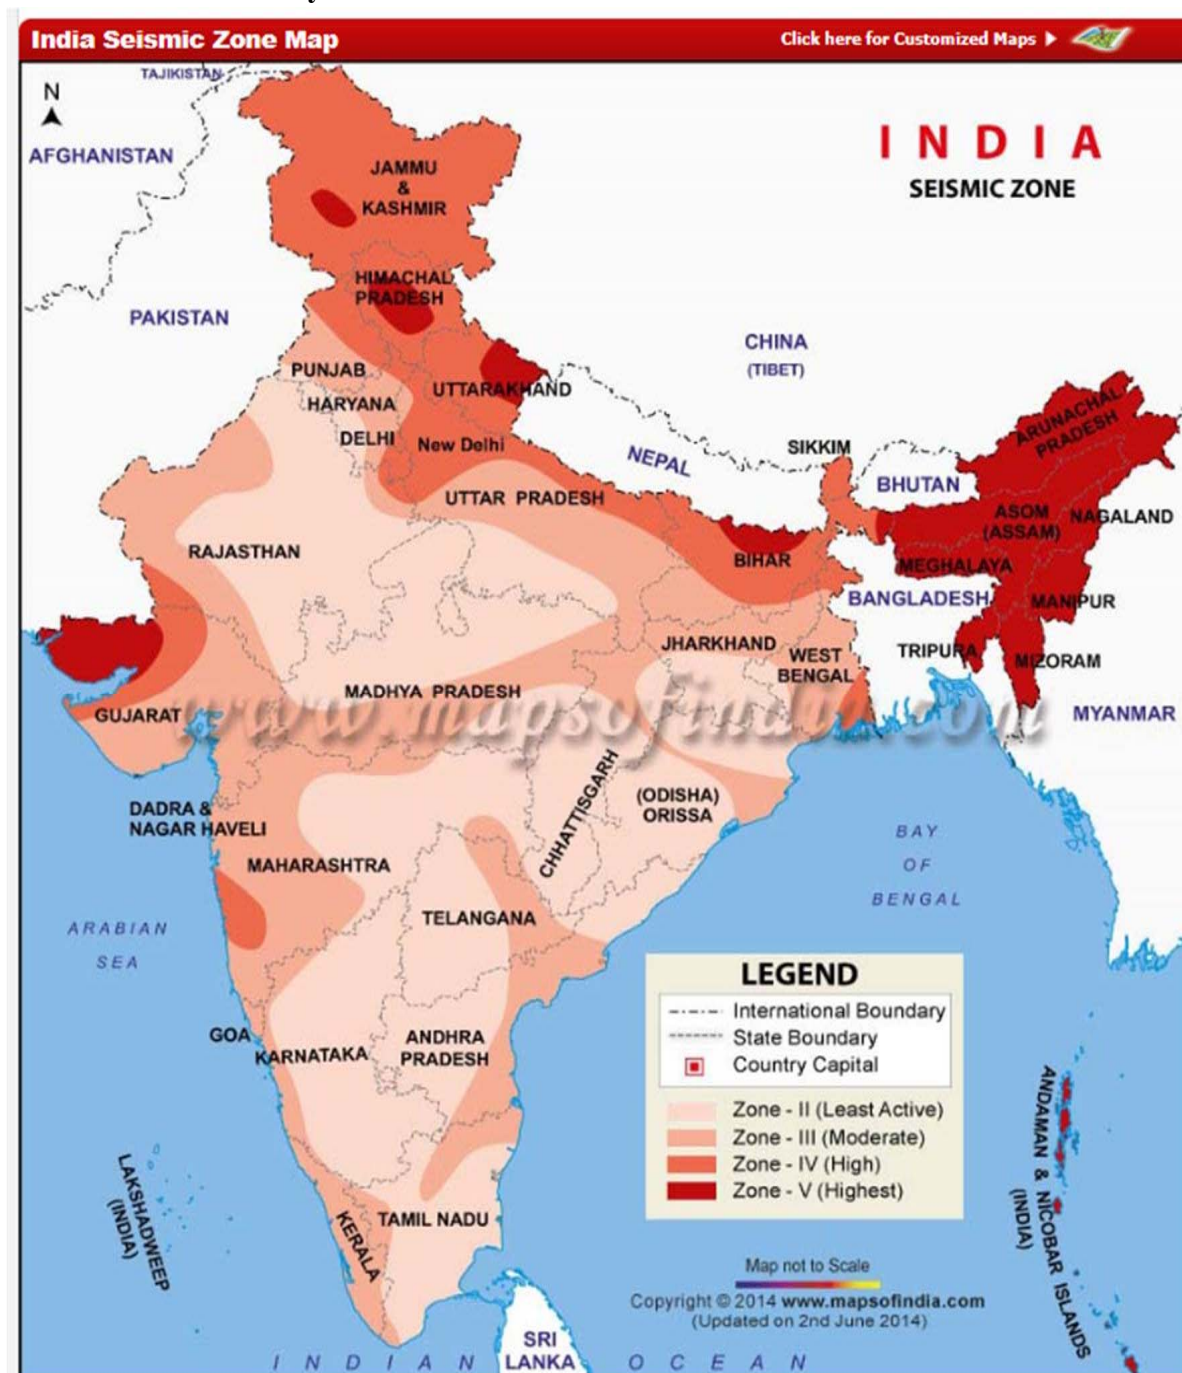 India Seismic Zone Map
Click here for Customized Maps
TAJIKISTAN
N
AFGHANISTAN
I N D I A
SEISMIC ZONE
JAMMU
&
KASHMIR
HIMACHAL
PRADESH
PAKISTAN
CHINA
(TIBET)
PUNJAB
UTTARAKHAND
HARYANA
DELHI
New Delhi
ARUNACHAL
PRADESH
SIKKIM
NEPAL
BHUTAN
UTTAR PRADESH
ASOM
(ASSAM)
NAGALAND
RAJASTHAN
BIHAR
MEGHALAYA
BANGLADESH
MANIPUR
JHARKHAND
WEST
BENGAL
TRIPURA
MIZORAM
MADHYA PRADESH
GUJARAT
www.mapsofindia.com
MYANMAR
DADRA &
NAGAR HAVELI
CHHATTISGARH
(ODISHA)
ORISSA
MAHARASHTRA
BAY
OF
BENGAL
TELANGANA
ARABIAN
SEA
GOA
KARNATAKA
ANDHRA
PRADESH
LEGEND
International Boundary
State Boundary
Country Capital
Zone - II (Least Active)
Zone - III (Moderate)
Zone - IV (High)
Zone - V (Highest)
ANDAMAN & NICOBAR ISLANDS
(INDIA)
LAKSHADWEEP
(INDIA)
KERALA
TAMIL NADU
Map not to Scale
Copyright © 2014 www.mapsofindia.com
(Updated on 2nd June 2014)
SRI
LANKA
I N D I A N O C E A N